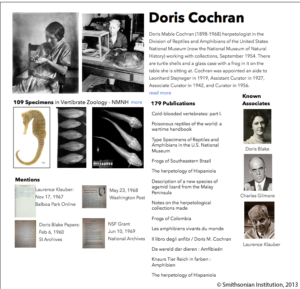 Doris Cochran
Doris Mable Cochran (1898-1968) herpetologist in the
Division of Reptiles and Amphibians of the United States
National Museum (now the National Museum of Natural
History) working with collections, September 1954. There
are turtle shells and a glass case with a frog in it on the
table she is sitting at. Cochran was appointed an aide to
Leonhard Stejneger in 1919, Assistant Curator in 1927,
Associate Curator in 1942, and Curator in 1956.
read more
109 Specimens in Vertibrate Zoology - NMNH more
179 Publications
Cold-blooded vertebrates: part I.
Poisonous reptiles of the world: a
wartime handbook
Type Specimens of Reptiles and
Amphibians in the U.S. National
Museum
Frogs of Southeastern Brazil
The herpetology of Hispaniola
Description of a new species of
agamid lizard from the Malay
Peninsula
Notes on the herpetological
collections made
Frogs of Colombia
Les amphibiens vivants du monde
Il libro degli anfibi / Doris M. Cochran
De wereld der dieren : Amfibieën
Knaurs Tier Reich in farben :
Amphibien
The herpetology of Hispaniola
Known
Associates
Doris Blake
Charles Gilmore
Laurence Klauber
Mentions
Laurence Klauber:
Nov 17, 1967
Balboa Park Online
May 23, 1968
Washington Post
Doris Blake Papers:
Feb 6, 1960
SI Archives
NSF Grant
Jun 10, 1969
National Archives
© Smithsonian Institution, 2013